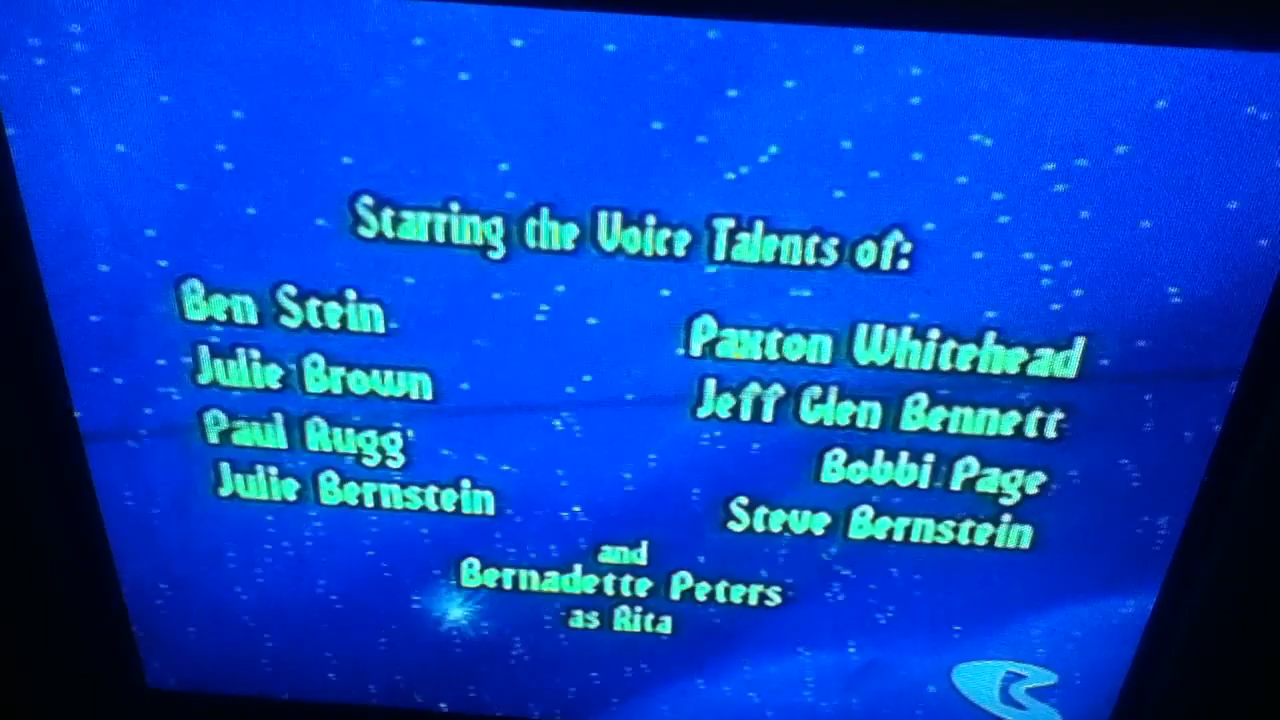 Starring the Voice Talents of:
Ben Stein
Julie Brown
Paul Rugg
Julie Bernstein
Paxton Whitehead
Jeff Glen Bennett
Bobbi Page
Steve Bernstein
and
Bernadette Peters
as Rita